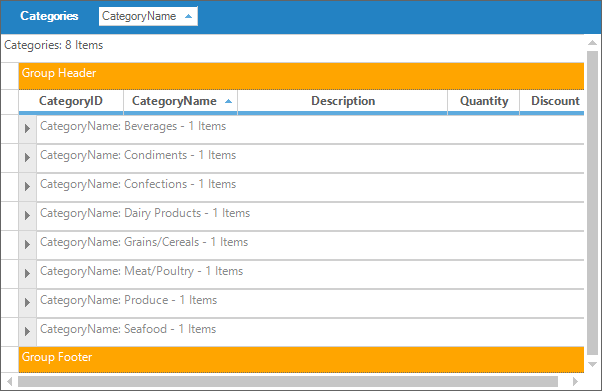 Categories CategoryName
Categories: 8 Items
Group Header
CategoryID CategoryName Description Quantity Discount
CategoryName: Beverages - 1 Items
CategoryName: Condiments - 1 Items
CategoryName: Confections - 1 Items
CategoryName: Dairy Products - 1 Items
CategoryName: Grains/Cereals - 1 Items
CategoryName: Meat/Poultry - 1 Items
CategoryName: Produce - 1 Items
CategoryName: Seafood - 1 Items
Group Footer